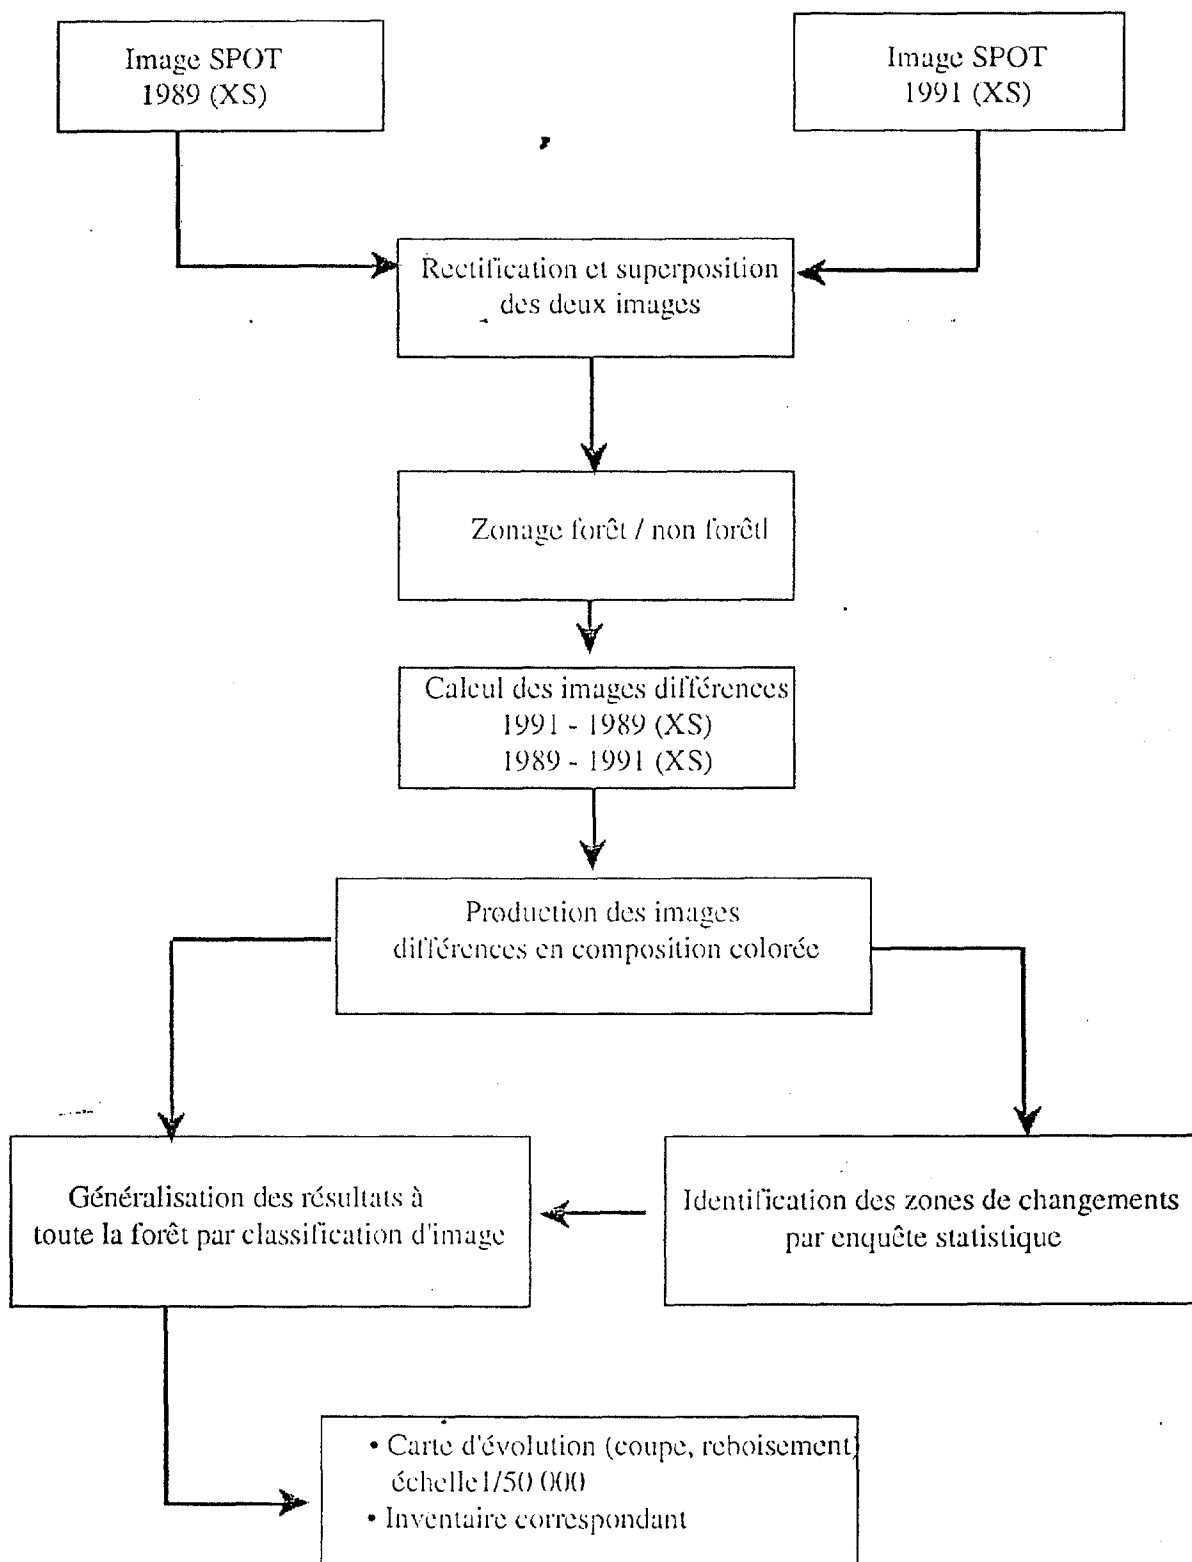 Image SPOT
1989 (XS)
Image SPOT
1991 (XS)
Rectification et superposition
des deux images
Zonage forêt / non forêtl
Calcul des images différences
1991 - 1989 (XS)
1989 - 1991 (XS)
Production des images
différences en composition colorée
Généralisation des résultats à
toute la forêt par classification d'image
Identification des zones de changements
par enquête statistique
• Carte d'évolution (coupe, reboisement)
échelle1/50 000
• Inventaire correspondant